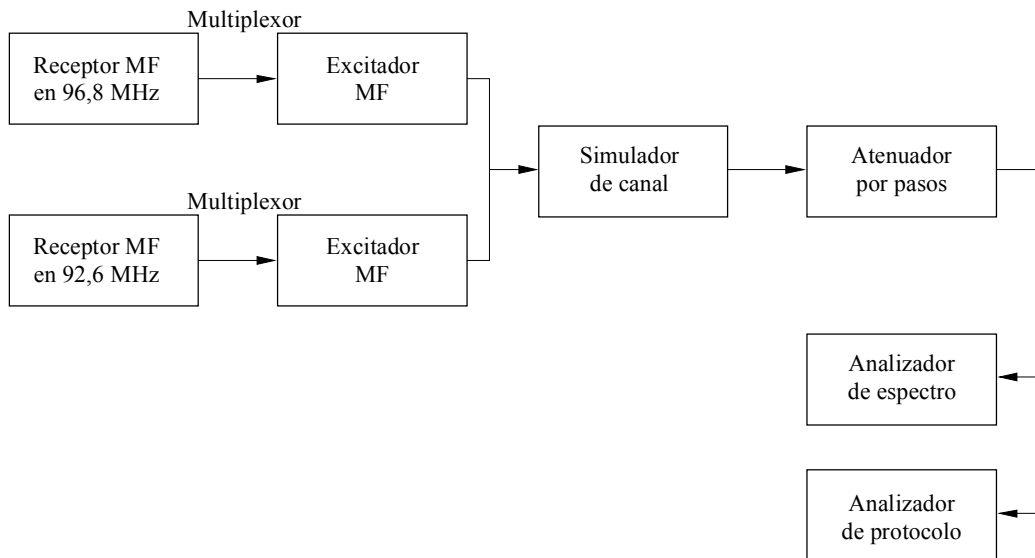 Multiplexor
Receptor MF
en 96,8 MHz
Excitador
MF
Simulador
de canal
Atenuador
por pasos
Multiplexor
Receptor MF
en 92,6 MHz
Excitador
MF
Analizador
de espectro
Analizador
de protocolo